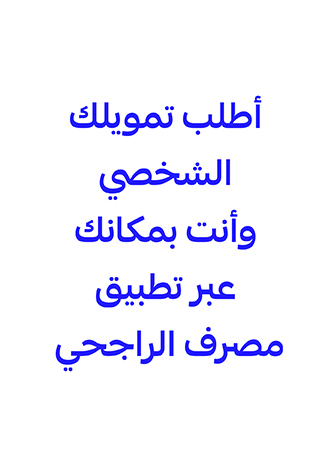 أطلب تمويلك
الشخصي
وأنت بمكانك
عبر تطبيق
مصرف الراجحي